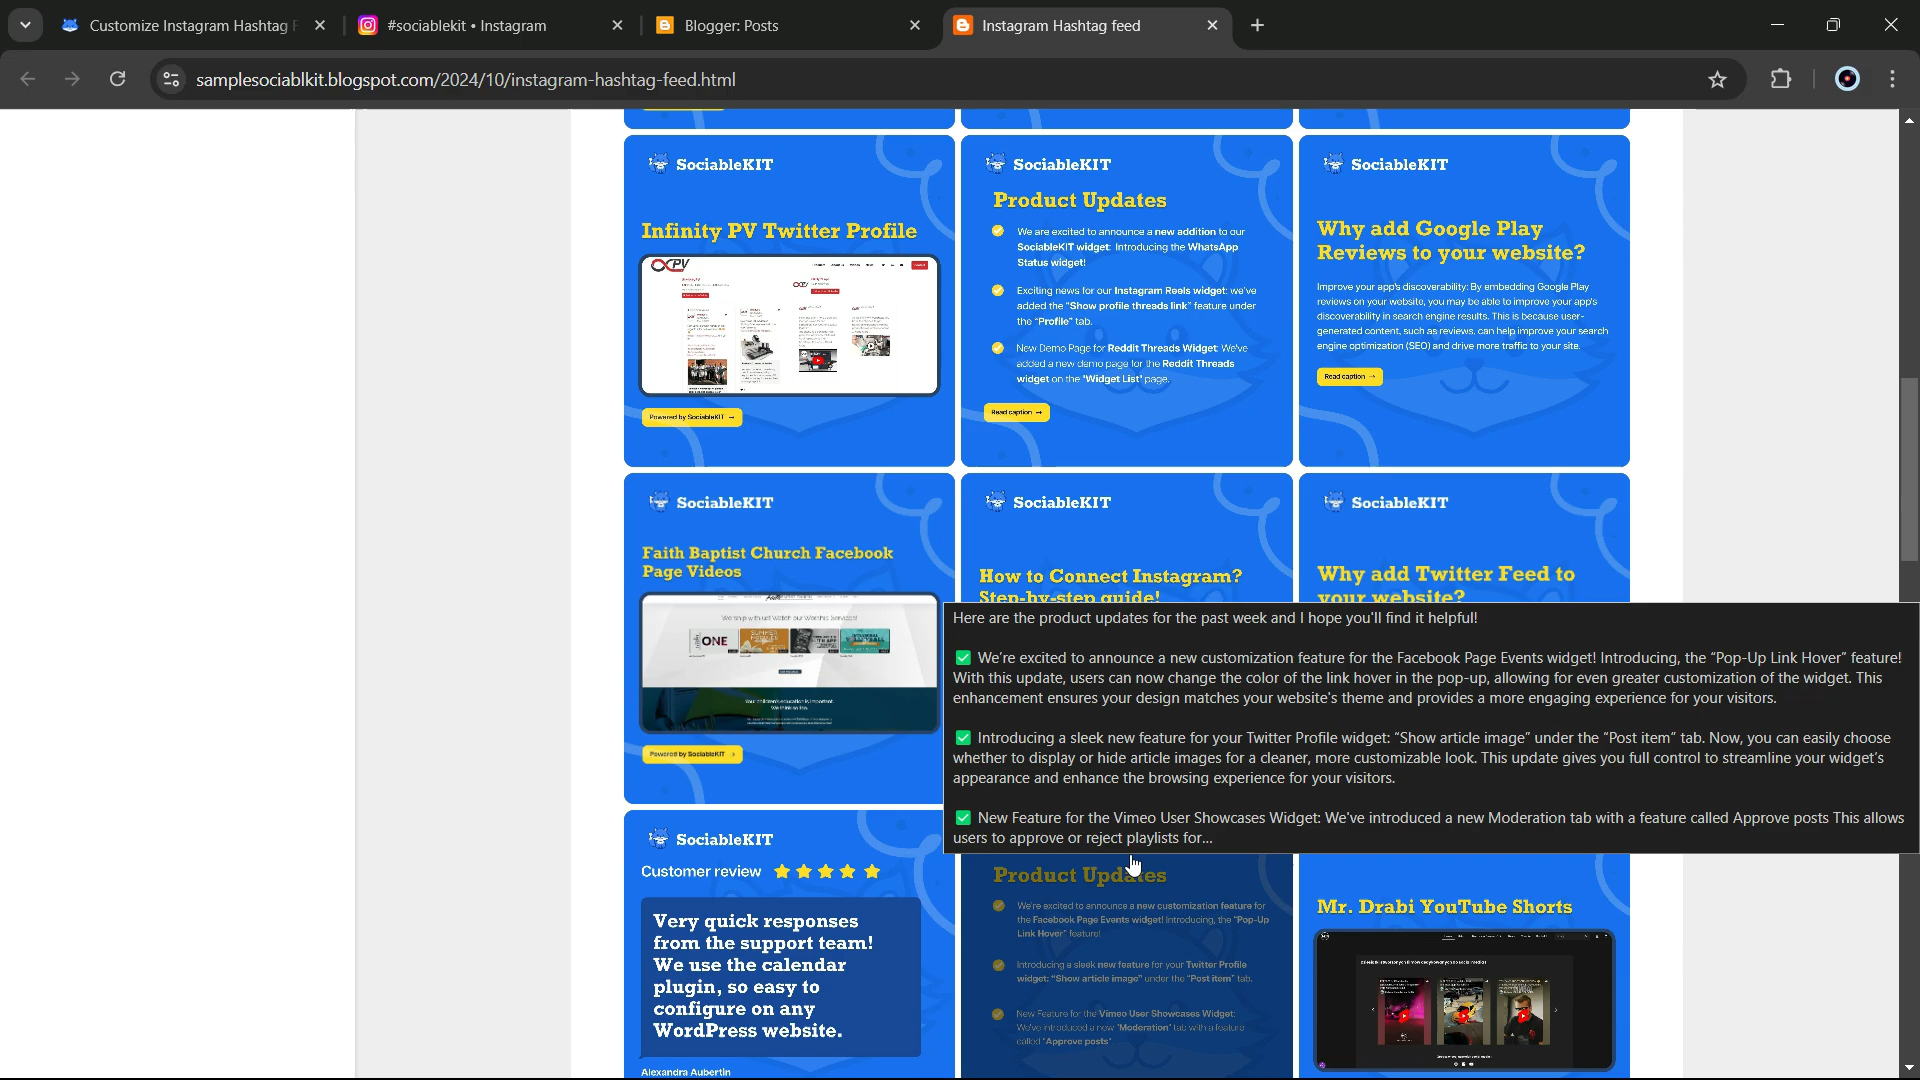 Customize Instagram Hashtag F
#sociablekit • Instagram
Blogger: Posts
Instagram Hashtag feed
samplesociablkit.blogspot.com/2024/10/instagram-hashtag-feed.html
SociableKIT
Infinity PV Twitter Profile
Powered by SociableKIT →
SociableKIT
Product Updates
We are excited to announce a new addition to our
SociableKIT widget: Introducing the WhatsApp
Status widget!
Exciting news for our Instagram Reels widget: we've
added the "Show profile threads link" feature under
the "Profile" tab.
New Demo Page for Reddit Threads Widget: We've
added a new demo page for the Reddit Threads
widget on the "Widget List" page.
Read caption →
SociableKIT
Why add Google Play
Reviews to your website?
Improve your app's discoverability: By embedding Google Play
reviews on your website, you may be able to improve your app's
discoverability in search engine results. This is because user-
generated content, such as reviews, can help improve your search
engine optimization (SEO) and drive more traffic to your site.
Read caption →
SociableKIT
Faith Baptist Church Facebook
Page Videos
Worship with us! Watch our Worship Services!
ONE
Your children's education is important.
We think so too.
Powered by SociableKIT →
SociableKIT
How to Connect Instagram?
Step-by-step guide!
SociableKIT
Why add Twitter Feed to
your website?
Here are the product updates for the past week and I hope you'll find it helpful!
✅ We're excited to announce a new customization feature for the Facebook Page Events widget! Introducing, the “Pop-Up Link Hover” feature!
With this update, users can now change the color of the link hover in the pop-up, allowing for even greater customization of the widget. This
enhancement ensures your design matches your website's theme and provides a more engaging experience for your visitors.
✅ Introducing a sleek new feature for your Twitter Profile widget: “Show article image” under the “Post item” tab. Now, you can easily choose
whether to display or hide article images for a cleaner, more customizable look. This update gives you full control to streamline your widget’s
appearance and enhance the browsing experience for your visitors.
✅ New Feature for the Vimeo User Showcases Widget: We've introduced a new Moderation tab with a feature called Approve posts This allows
users to approve or reject playlists for...
SociableKIT
Customer review
Very quick responses
from the support team!
We use the calendar
plugin, so easy to
configure on any
WordPress website.
Alexandra Aubertin
Product Updates
We're excited to announce a new customization feature for
the Facebook Page Events widget! Introducing, the "Pop-Up
Link Hover" feature!
Introducing a sleek new feature for your Twitter Profile
widget: "Show article image" under the "Post item" tab.
New Feature for the Vimeo User Showcases Widget:
We've introduced a new "Moderation" tab with a feature
called "Approve posts"
Mr. Drabi YouTube Shorts